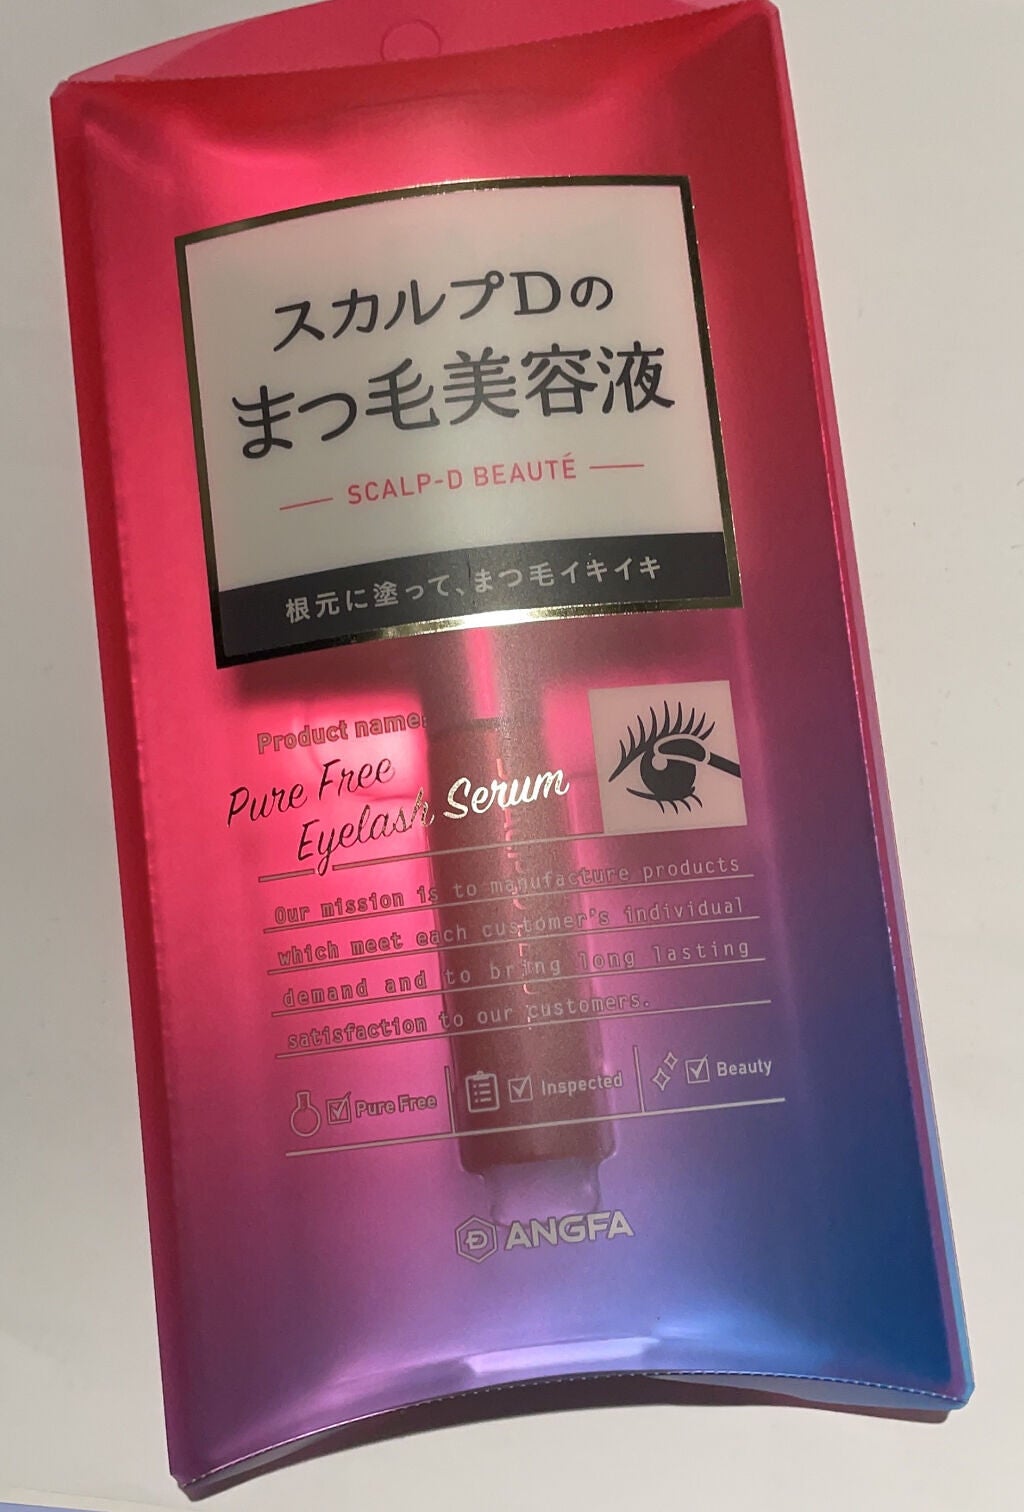 スカルプDの
まつ毛美容液
SCALP-D BEAUTÉ
根元に塗って、まつ毛イキイキ
Product name:
Pure Free
Eyelash Serum
Our mission is to manufacture products
which meet each customer's individual
demand and to bring long lasting
satisfaction to our customers.
Pure Free
Inspected
Beauty
ANGFA